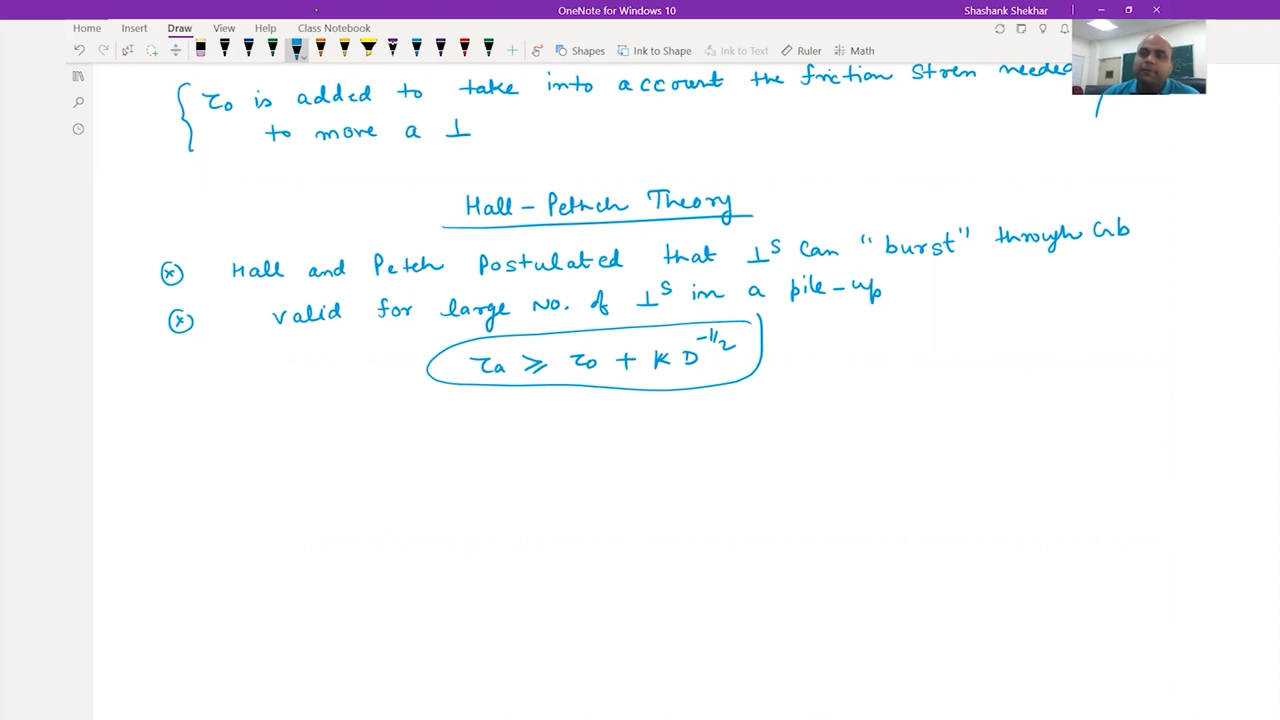 OneNote for Windows 10
Shashank Shekhar
Home Insert Draw View Help Class Notebook
Shapes Ink to Shape Ink to Text Ruler Math
τo is added to take into account the friction stress needed
to move a ⊥
Hall - Petch Theory
Hall and Petch postulated that ⊥s can "burst" through Gb
valid for large No. of ⊥s in a pile-up
τa ⩾ τo + K D^-1/2